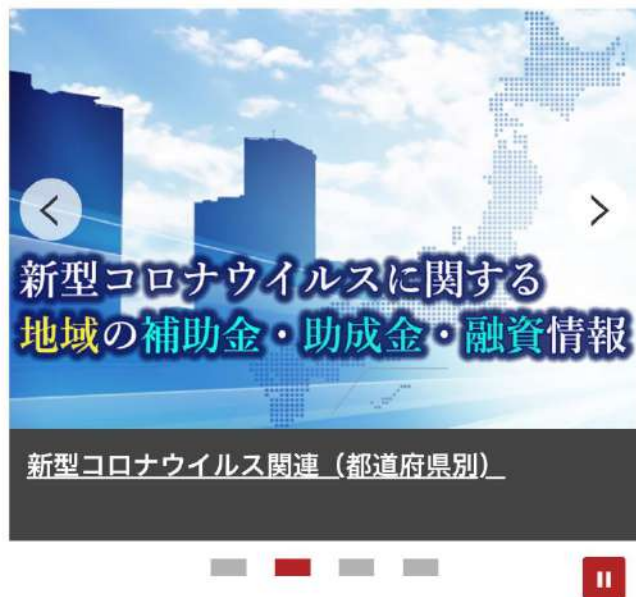 新型コロナウイルスに関する
地域の補助金・助成金・融資情報
新型コロナウイルス関連（都道府県別）